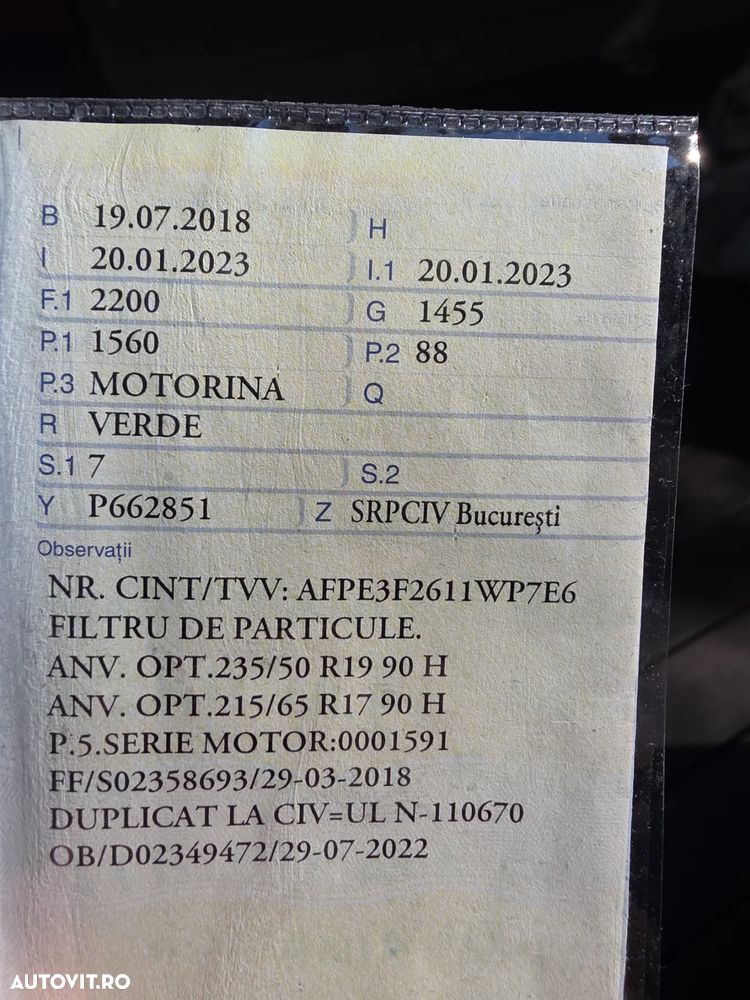 B 19.07.2018 H
I 20.01.2023 I.1 20.01.2023
F.1 2200 G 1455
P.1 1560 P.2 88
P.3 MOTORINA Q
R VERDE
S.1 7 S.2
Y P662851 Z SRPCIV București
Observații
NR. CINT/TVV: AFPE3F2611WP7E6
FILTRU DE PARTICULE.
ANV. OPT.235/50 R19 90 H
ANV. OPT.215/65 R17 90 H
P.5.SERIE MOTOR:0001591
FF/S02358693/29-03-2018
DUPLICAT LA CIV=UL N-110670
OB/D02349472/29-07-2022
AUTOVIT.RO